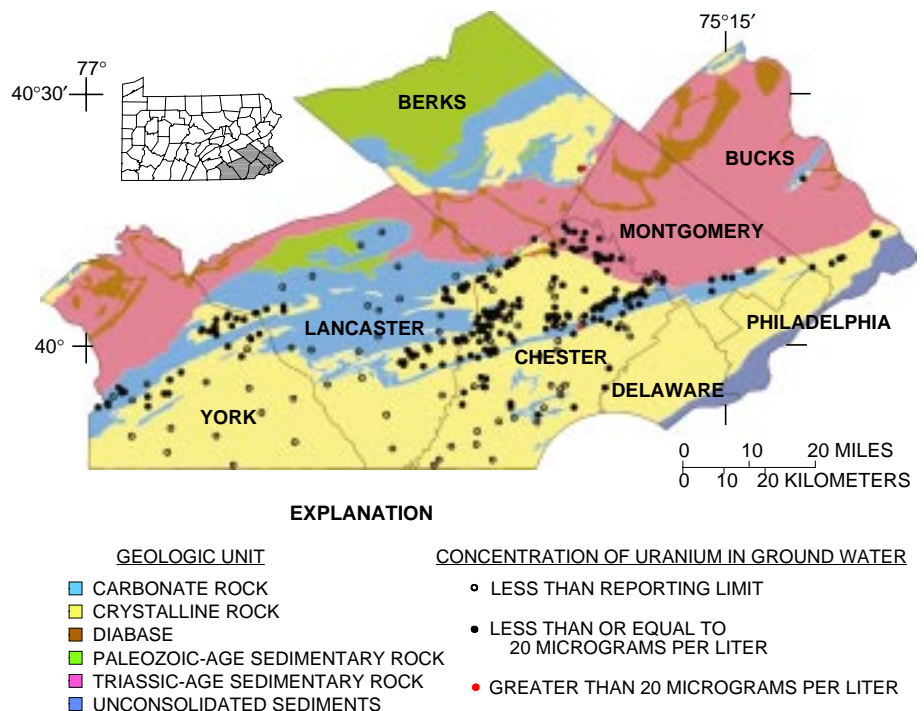 77°
75°15′
40°30′
BERKS
BUCKS
MONTGOMERY
PHILADELPHIA
LANCASTER
40°
CHESTER
DELAWARE
YORK
0 10 20 MILES
0 10 20 KILOMETERS
EXPLANATION
GEOLOGIC UNIT
CARBONATE ROCK
CRYSTALLINE ROCK
DIABASE
PALEOZOIC-AGE SEDIMENTARY ROCK
TRIASSIC-AGE SEDIMENTARY ROCK
UNCONSOLIDATED SEDIMENTS
CONCENTRATION OF URANIUM IN GROUND WATER
LESS THAN REPORTING LIMIT
LESS THAN OR EQUAL TO
20 MICROGRAMS PER LITER
GREATER THAN 20 MICROGRAMS PER LITER